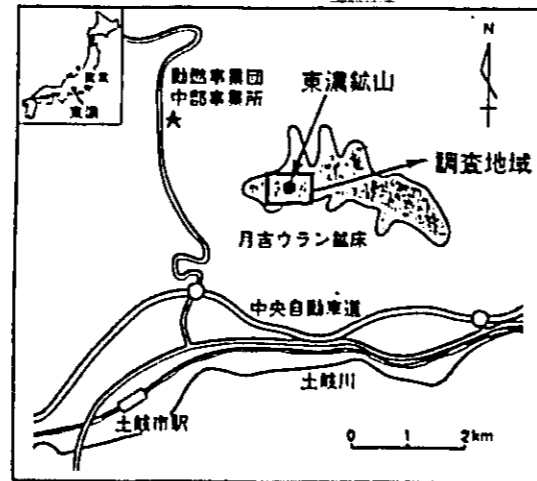 東京
東濃
動燃事業団
中部事業所
東濃鉱山
N
調査地域
月吉ウラン鉱床
中央自動車道
土岐川
土岐市駅
0 1 2km